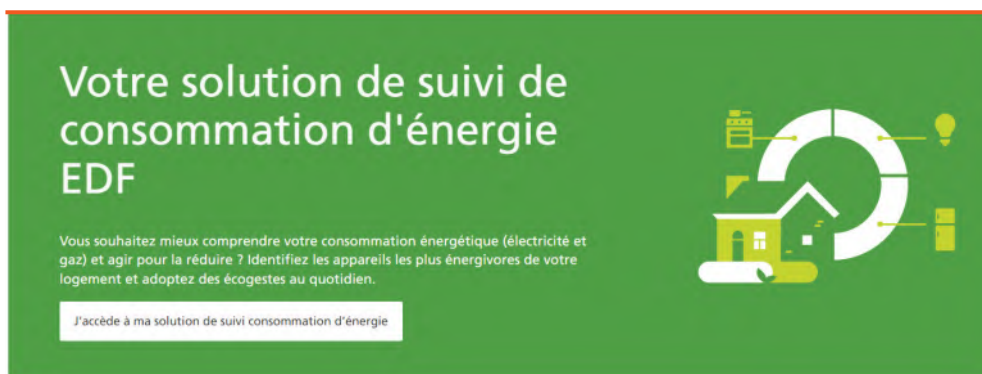 Votre solution de suivi de
consommation d'énergie
EDF
Vous souhaitez mieux comprendre votre consommation énergétique (électricité et
gaz) et agir pour la réduire ? Identifiez les appareils les plus énergivores de votre
logement et adoptez des écogestes au quotidien.
J'accède à ma solution de suivi consommation d'énergie